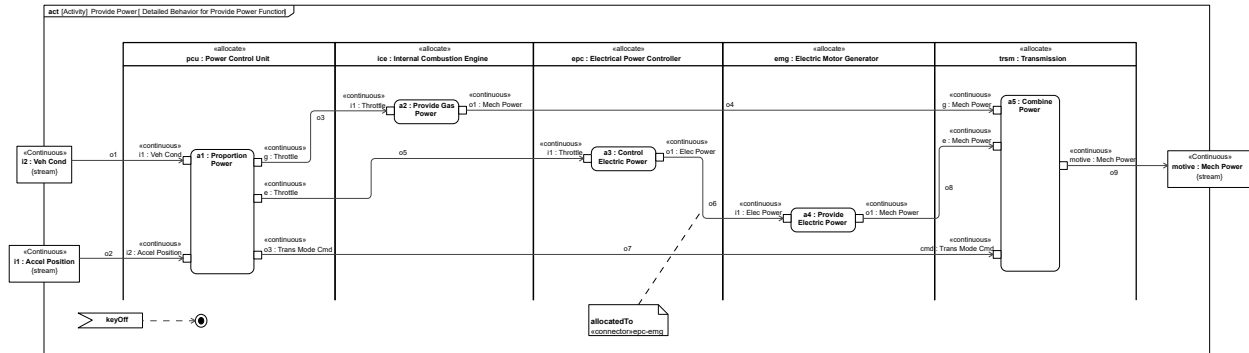 act [Activity] Provide Power [ Detailed Behavior for Provide Power Function]
«allocate»
pcu : Power Control Unit
«allocate»
ice : Internal Combustion Engine
«allocate»
epc : Electrical Power Controller
«allocate»
emg : Electric Motor Generator
«allocate»
trsm : Transmission
«Continuous»
i2 : Veh Cond
{stream}
o1
«continuous»
i1 : Veh Cond
a1 : Proportion
Power
«continuous»
g : Throttle
o3
«continuous»
i1 : Throttle
a2 : Provide Gas
Power
«continuous»
o1 : Mech Power
o4
«continuous»
g : Mech Power
a5 : Combine
Power
«continuous»
e : Throttle
o5
«continuous»
i1 : Throttle
a3 : Control
Electric Power
«continuous»
o1 : Elec Power
o6
«continuous»
i1 : Elec Power
a4 : Provide
Electric Power
«continuous»
o1 : Mech Power
o8
«continuous»
e : Mech Power
«continuous»
motive : Mech Power
o9
«Continuous»
motive : Mech Power
{stream}
«Continuous»
i1 : Accel Position
{stream}
o2
«continuous»
i2 : Accel Position
«continuous»
o3 : Trans Mode Cmd
o7
«continuous»
cmd : Trans Mode Cmd
keyOff
allocatedTo
«connector»epc-emg